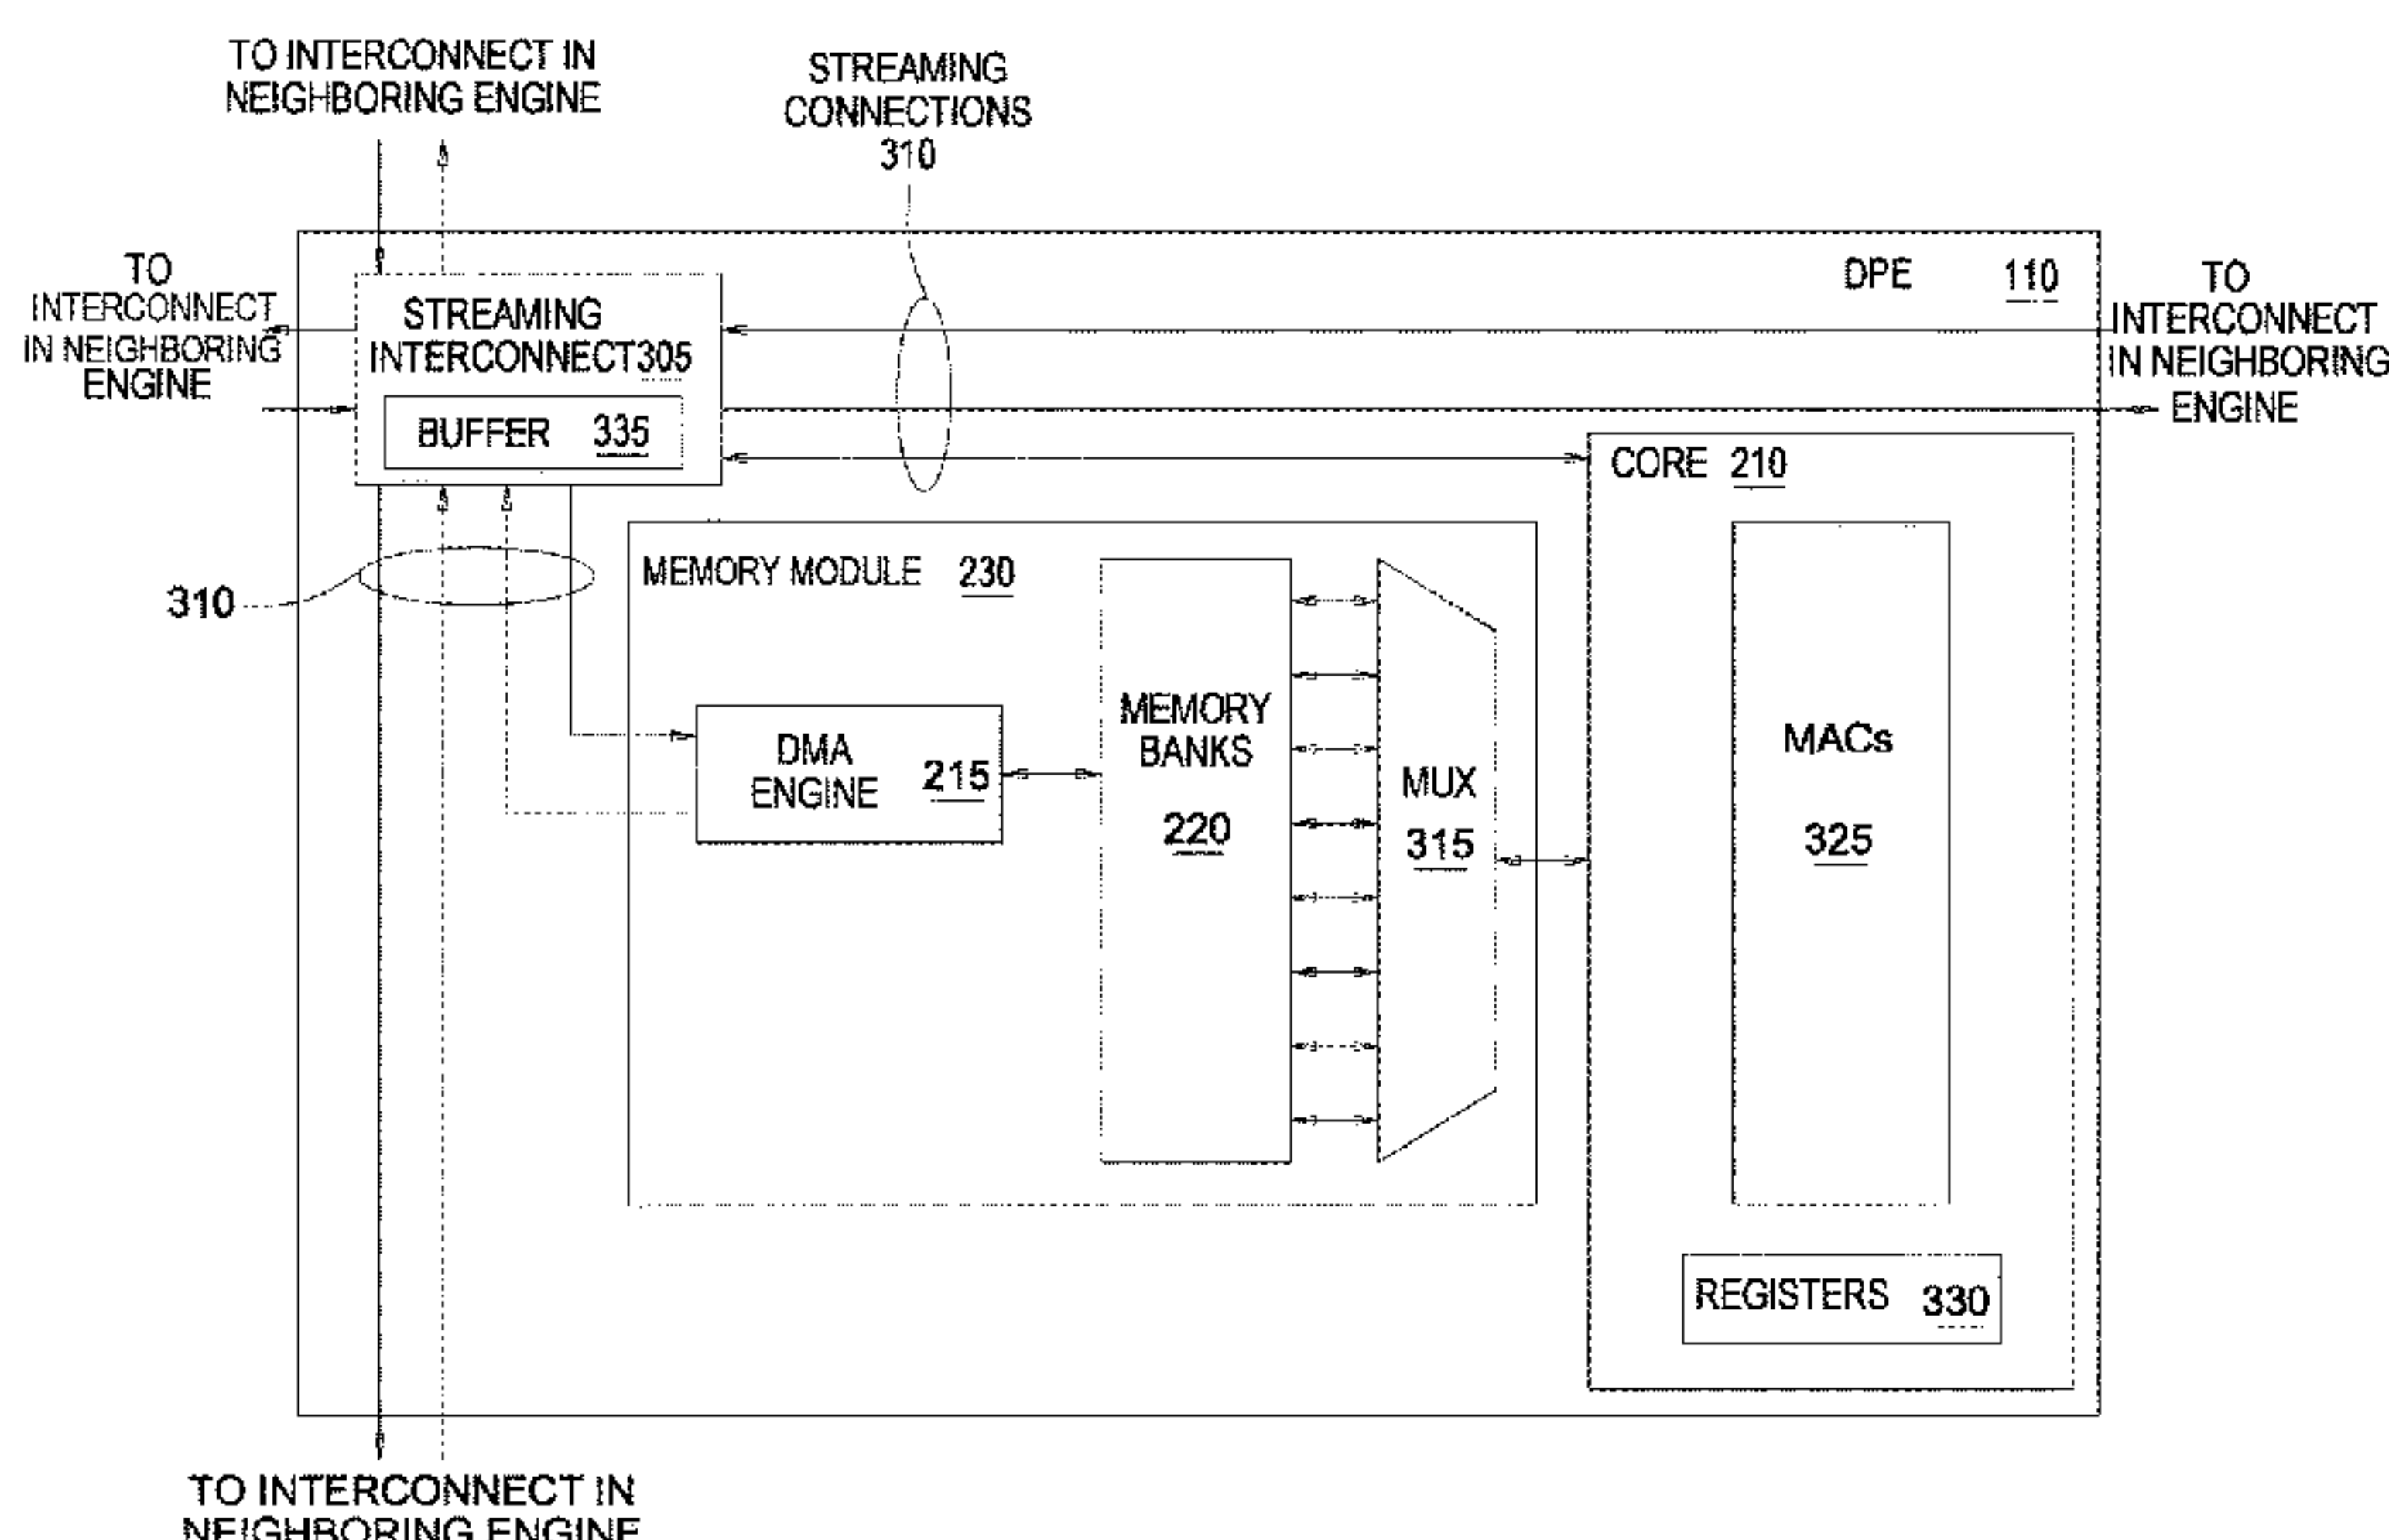 TO INTERCONNECT IN
NEIGHBORING ENGINE
STREAMING
CONNECTIONS
310
TO
INTERCONNECT
IN NEIGHBORING
ENGINE
STREAMING
INTERCONNECT305
BUFFER 335
DPE 110
TO
INTERCONNECT
IN NEIGHBORING
ENGINE
CORE 210
310
MEMORY MODULE 230
DMA
ENGINE 215
MEMORY
BANKS
220
MUX
315
MACs
325
REGISTERS 330
TO INTERCONNECT IN
NEIGHBORING ENGINE